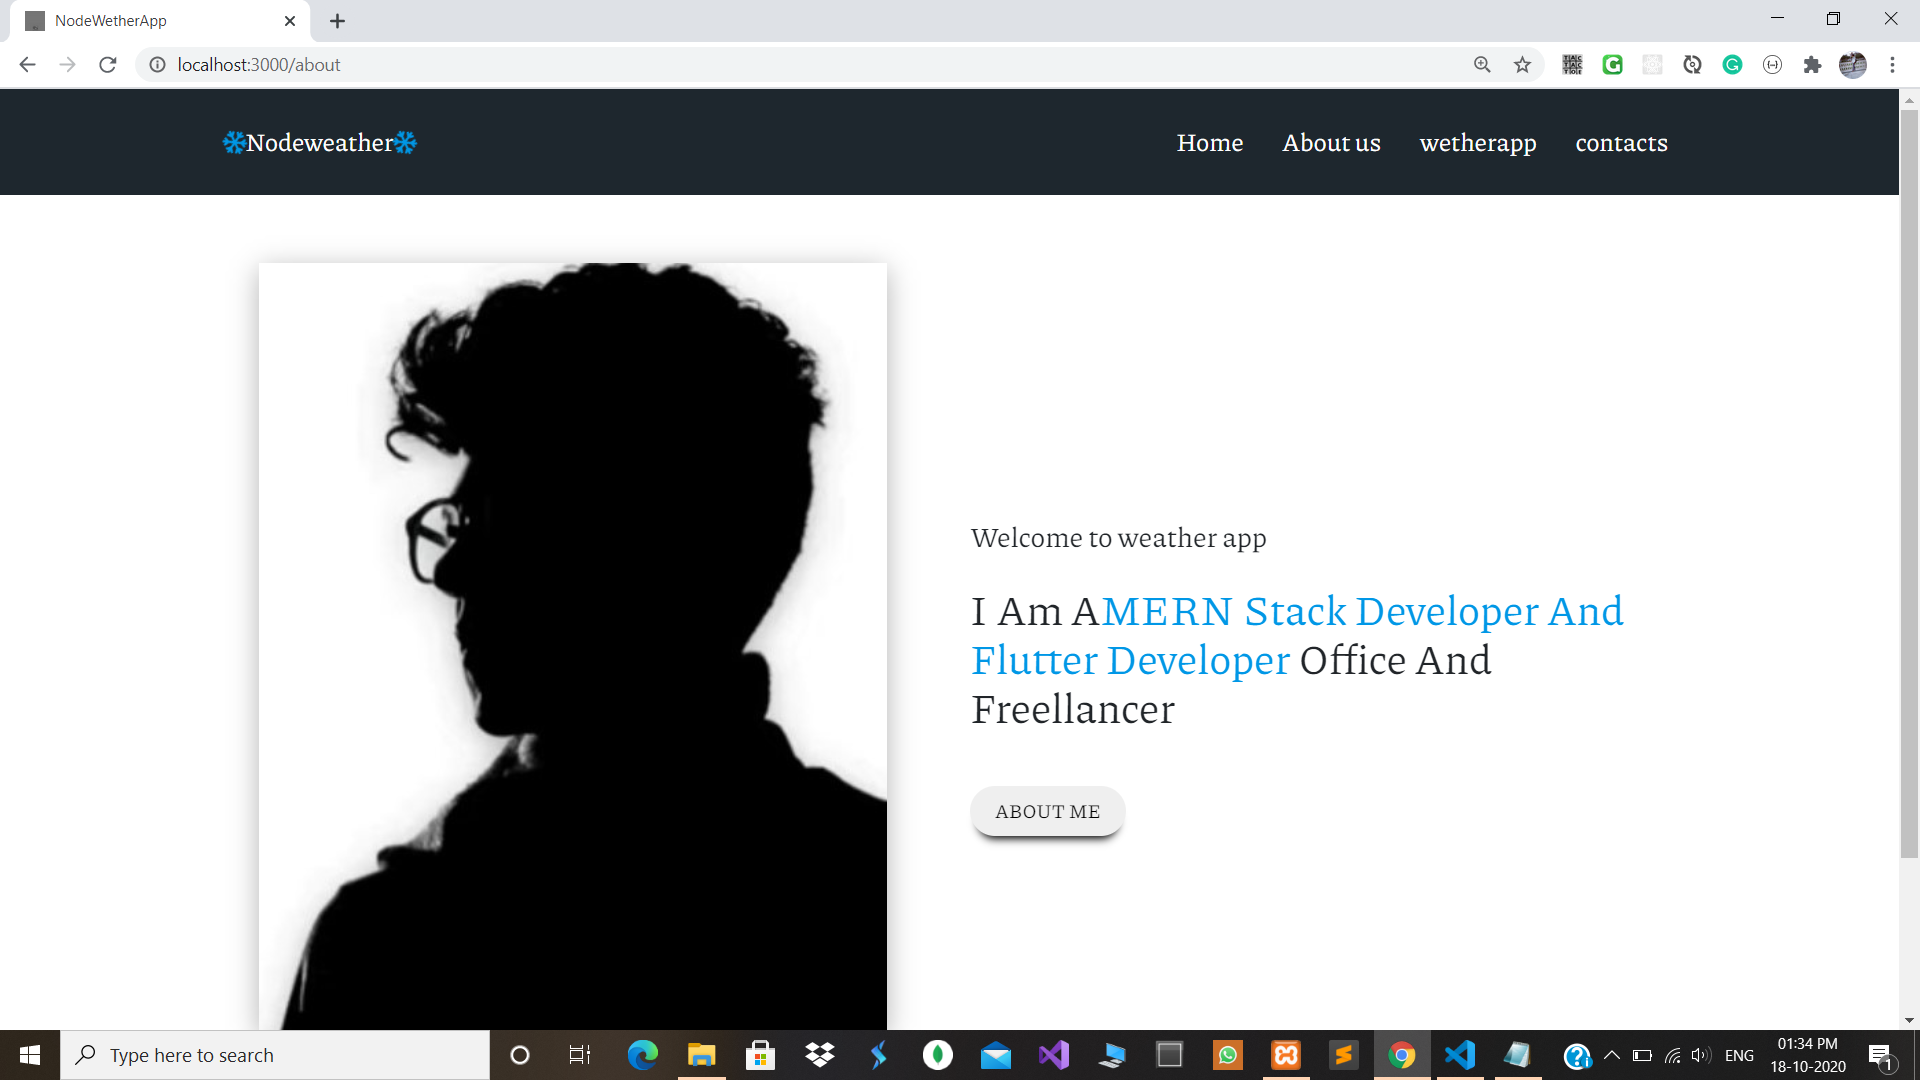 NodeWetherApp
localhost:3000/about
❄Nodeweather❄ Home About us wetherapp contacts
Welcome to weather app
I Am AMERN Stack Developer And
Flutter Developer Office And
Freellancer
ABOUT ME
Type here to search
ENG
01:34 PM
18-10-2020
1